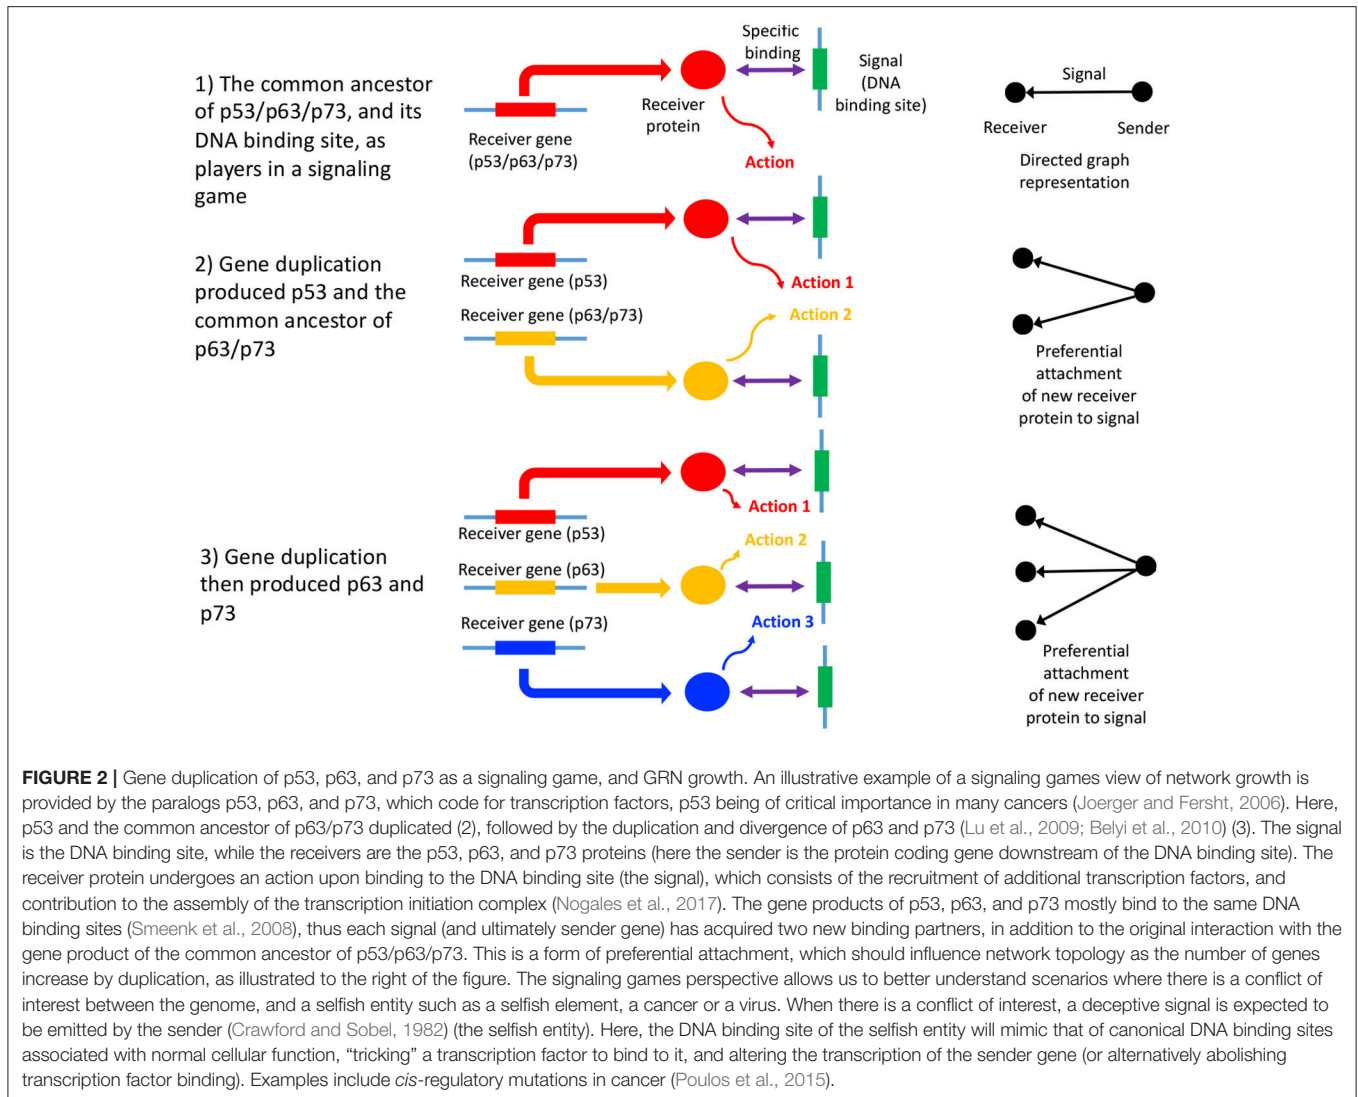 1) The common ancestor
of p53/p63/p73, and its
DNA binding site, as
players in a signaling
game
Receiver gene
(p53/p63/p73)
Receiver
protein
Specific
binding
Signal
(DNA
binding site)
Action
Signal
Receiver
Sender
Directed graph
representation
2) Gene duplication
produced p53 and the
common ancestor of
p63/p73
Receiver gene (p53)
Action 1
Receiver gene (p63/p73)
Action 2
Preferential
attachment
of new receiver
protein to signal
3) Gene duplication
then produced p63 and
p73
Receiver gene (p53)
Action 1
Receiver gene (p63)
Action 2
Receiver gene (p73)
Action 3
Preferential
attachment
of new receiver
protein to signal
FIGURE 2 | Gene duplication of p53, p63, and p73 as a signaling game, and GRN growth. An illustrative example of a signaling games view of network growth is
provided by the paralogs p53, p63, and p73, which code for transcription factors, p53 being of critical importance in many cancers (Joerger and Fersht, 2006). Here,
p53 and the common ancestor of p63/p73 duplicated (2), followed by the duplication and divergence of p63 and p73 (Lu et al., 2009; Belyi et al., 2010) (3). The signal
is the DNA binding site, while the receivers are the p53, p63, and p73 proteins (here the sender is the protein coding gene downstream of the DNA binding site). The
receiver protein undergoes an action upon binding to the DNA binding site (the signal), which consists of the recruitment of additional transcription factors, and
contribution to the assembly of the transcription initiation complex (Nogales et al., 2017). The gene products of p53, p63, and p73 mostly bind to the same DNA
binding sites (Smeenk et al., 2008), thus each signal (and ultimately sender gene) has acquired two new binding partners, in addition to the original interaction with the
gene product of the common ancestor of p53/p63/p73. This is a form of preferential attachment, which should influence network topology as the number of genes
increase by duplication, as illustrated to the right of the figure. The signaling games perspective allows us to better understand scenarios where there is a conflict of
interest between the genome, and a selfish entity such as a selfish element, a cancer or a virus. When there is a conflict of interest, a deceptive signal is expected to
be emitted by the sender (Crawford and Sobel, 1982) (the selfish entity). Here, the DNA binding site of the selfish entity will mimic that of canonical DNA binding sites
associated with normal cellular function, “tricking” a transcription factor to bind to it, and altering the transcription of the sender gene (or alternatively abolishing
transcription factor binding). Examples include cis-regulatory mutations in cancer (Poulos et al., 2015).